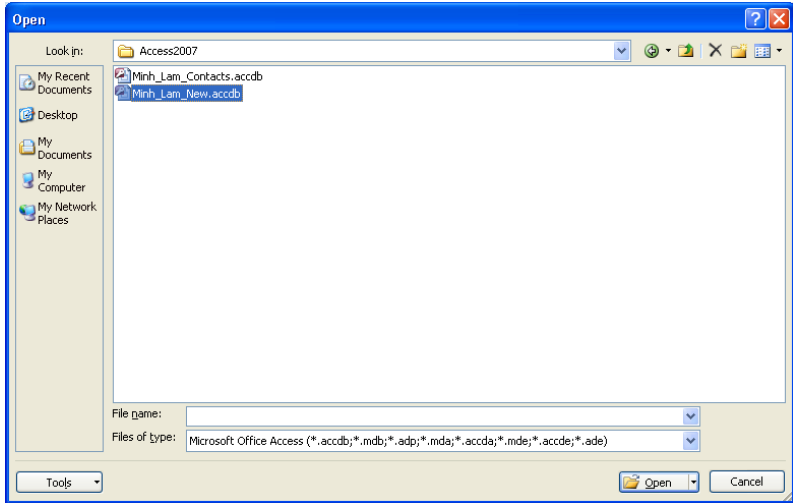 Open
Look in:
Access2007
My Recent
Documents
Desktop
My
Documents
My
Computer
My Network
Places
Minh_Lam_Contacts.accdb
Minh_Lam_New.accdb
File name:
Files of type:
Microsoft Office Access (*.accdb;*.mdb;*.adp;*.mda;*.accda;*.mde;*.accde;*.ade)
Tools
Open
Cancel